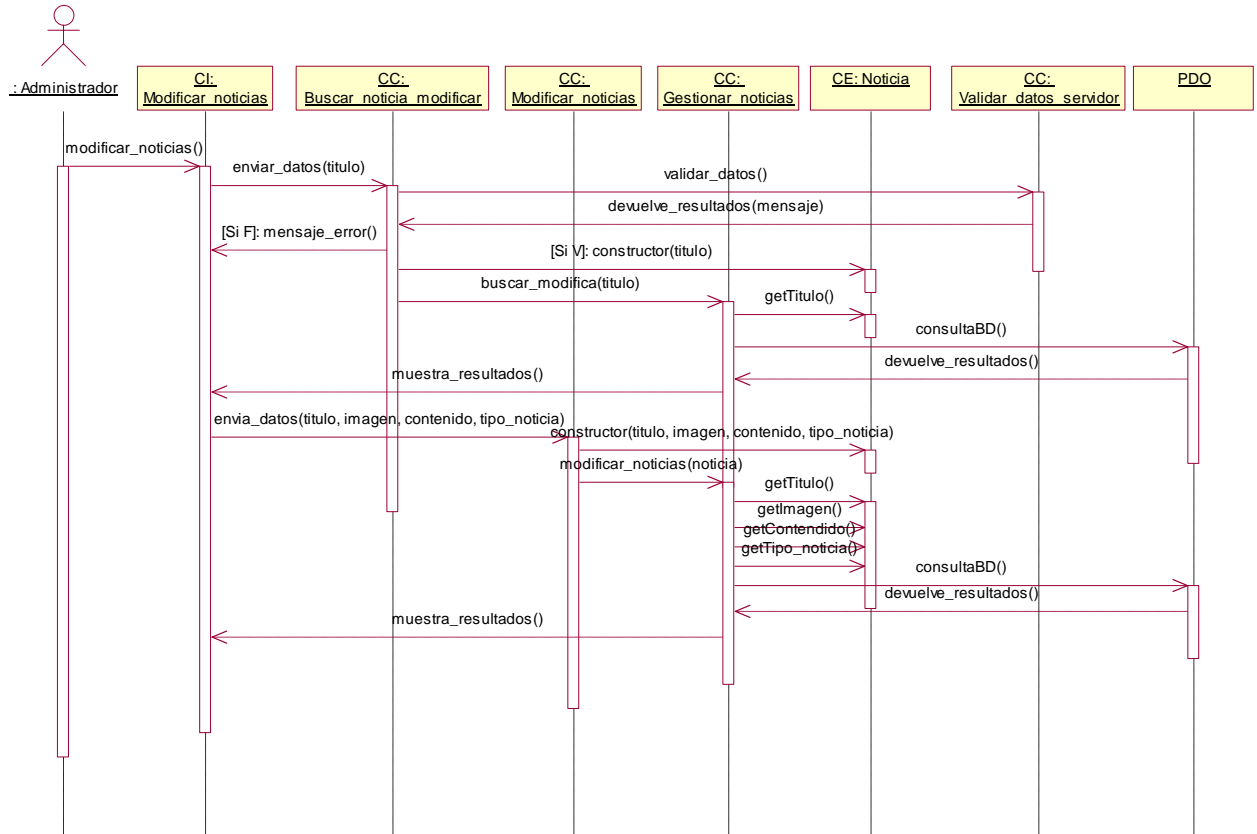 : Administrador
CI:
Modificar_noticias
CC:
Buscar_noticia_modificar
CC:
Modificar_noticias
CC:
Gestionar_noticias
CE: Noticia
CC:
Validar_datos_servidor
PDO
modificar_noticias()
enviar_datos(titulo)
validar_datos()
devuelve_resultados(mensaje)
[Si F]: mensaje_error()
[Si V]: constructor(titulo)
buscar_modifica(titulo)
getTitulo()
consultaBD()
devuelve_resultados()
muestra_resultados()
envia_datos(titulo, imagen, contenido, tipo_noticia)
constructor(titulo, imagen, contenido, tipo_noticia)
modificar_noticias(noticia)
getTitulo()
getImagen()
getContendido()
getTipo_noticia()
consultaBD()
devuelve_resultados()
muestra_resultados()